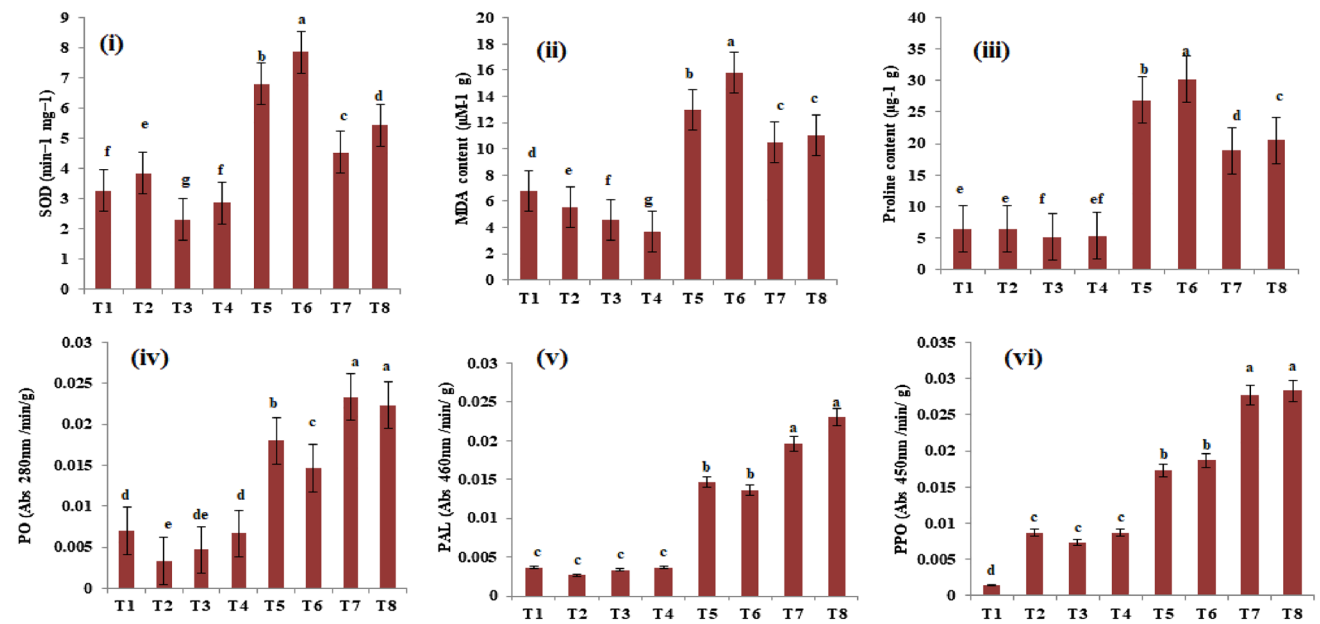 (i)
SOD (min−1 mg−1)
9
8
7
6
5
4
3
2
1
0
f
e
g
f
b
a
c
d
T1 T2 T3 T4 T5 T6 T7 T8
(ii)
MDA content (µM-1 g)
20
18
16
14
12
10
8
6
4
2
0
d
e
f
g
b
a
c
c
T1 T2 T3 T4 T5 T6 T7 T8
(iii)
Proline content (µg-1 g)
40
35
30
25
20
15
10
5
0
e
e
f
ef
b
a
d
c
T1 T2 T3 T4 T5 T6 T7 T8
(iv)
PO (Abs 280nm /min/g)
0.03
0.025
0.02
0.015
0.01
0.005
0
d
e
de
d
b
c
a
a
T1 T2 T3 T4 T5 T6 T7 T8
(v)
PAL (Abs 460nm /min/ g)
0.03
0.025
0.02
0.015
0.01
0.005
0
c
c
c
c
b
b
a
a
T1 T2 T3 T4 T5 T6 T7 T8
(vi)
PPO (Abs 450nm /min/ g)
0.035
0.03
0.025
0.02
0.015
0.01
0.005
0
d
c
c
c
b
b
a
a
T1 T2 T3 T4 T5 T6 T7 T8